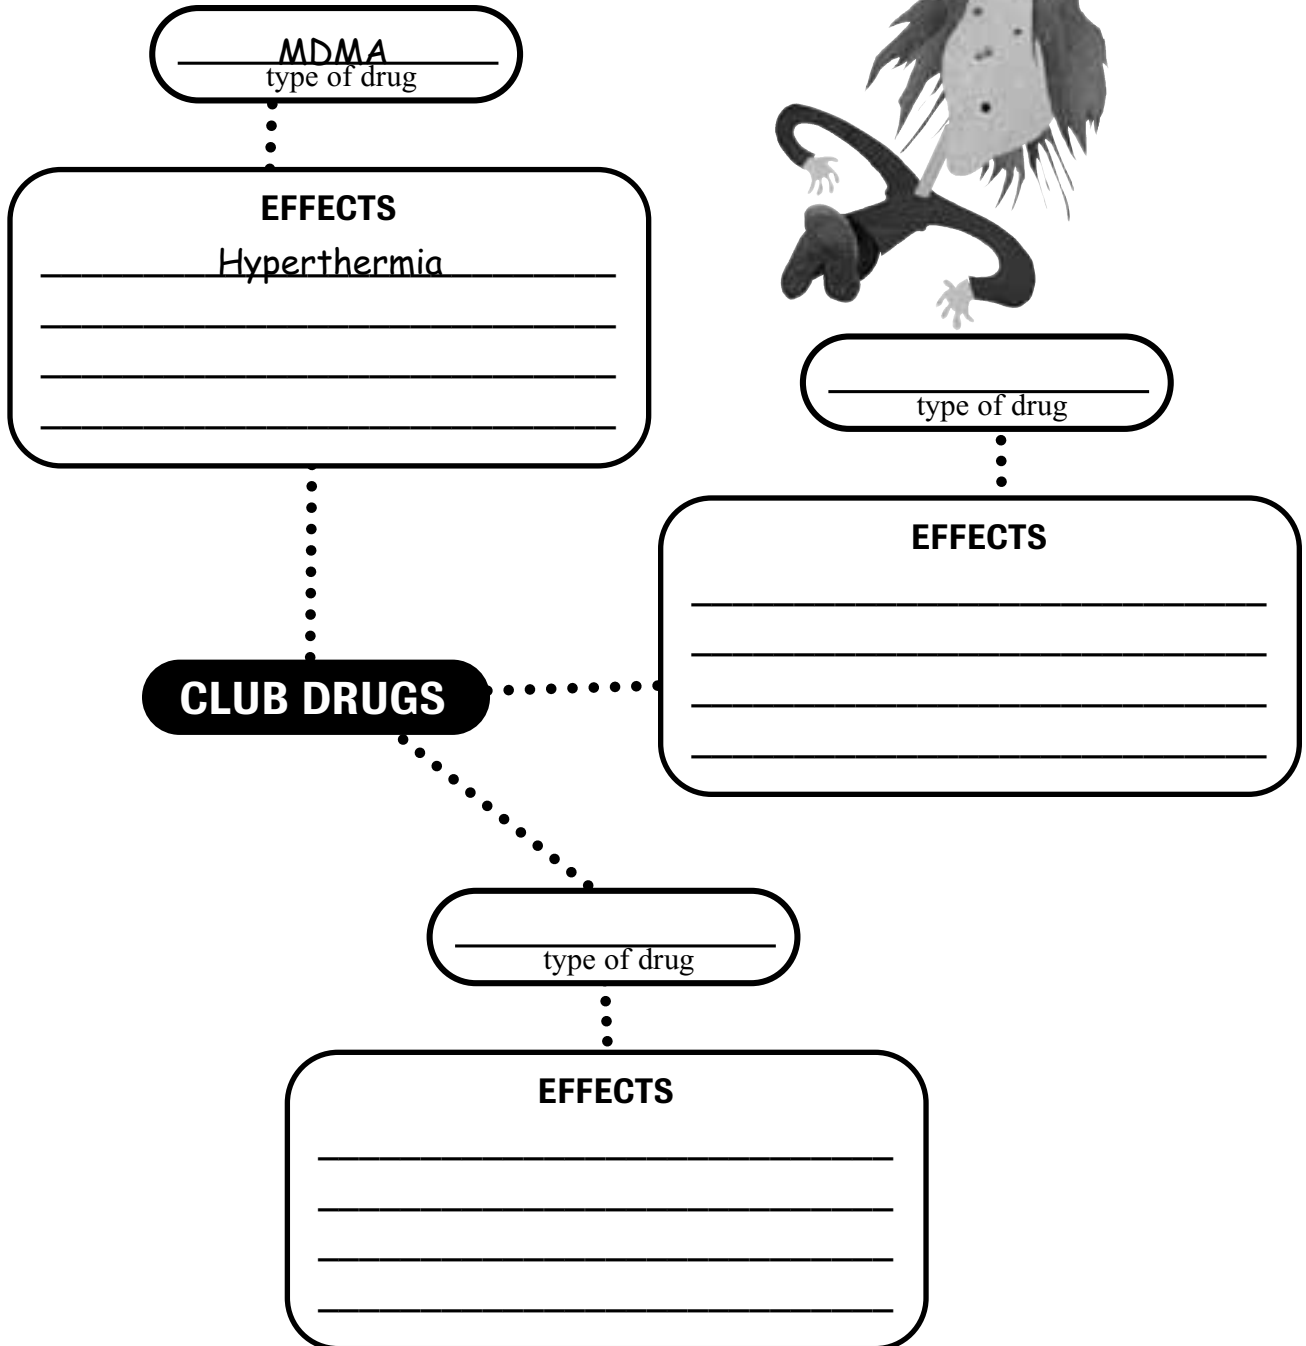 MDMA
type of drug
EFFECTS
Hyperthermia
type of drug
EFFECTS
CLUB DRUGS
type of drug
EFFECTS